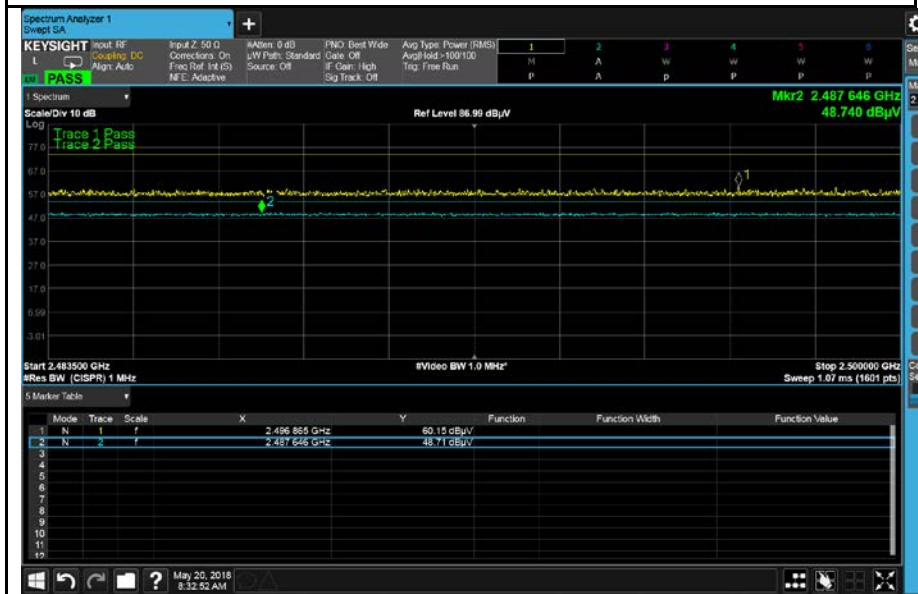 Spectrum Analyzer 1
Swept SA
+
KEYSIGHT Input: RF Input Z: 50 Ω #Atten: 0 dB PNO: Best Wide Avg Type: Power (RMS) 1 2 3 4 5 6
L Coupling: DC Corrections: On µW Path: Standard Gate: Off Avg|Hold:>100/100 M A W W W W
Align: Auto Freq Ref: Int (S) Source: Off IF Gain: High Trig: Free Run P A P P P P
PASS NFE: Adaptive Sig Track: Off
1 Spectrum
Mkr2 2.487 646 GHz
Scale/Div 10 dB Ref Level 86.99 dBµV 48.740 dBµV
Log
Trace 1 Pass
Trace 2 Pass
77.0
67.0
57.0
47.0
37.0
27.0
17.0
6.99
-3.01
1
2
Start 2.483500 GHz #Video BW 1.0 MHz* Stop 2.500000 GHz
#Res BW (CISPR) 1 MHz Sweep 1.07 ms (1601 pts)
5 Marker Table
Mode Trace Scale X Y Function Function Width Function Value
1 N 1 f 2.496 865 GHz 60.15 dBµV
2 N 2 f 2.487 646 GHz 48.71 dBµV
3
4
5
6
7
8
9
10
11
12
? May 20, 2018
8:32:52 AM